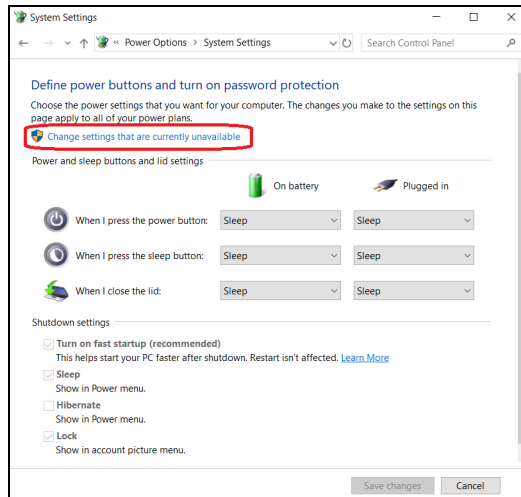 System Settings
« Power Options > System Settings
Search Control Panel
Define power buttons and turn on password protection
Choose the power settings that you want for your computer. The changes you make to the settings on this
page apply to all of your power plans.
Change settings that are currently unavailable
Power and sleep buttons and lid settings
On battery Plugged in
When I press the power button: Sleep Sleep
When I press the sleep button: Sleep Sleep
When I close the lid: Sleep Sleep
Shutdown settings
Turn on fast startup (recommended)
This helps start your PC faster after shutdown. Restart isn't affected. Learn More
Sleep
Show in Power menu.
Hibernate
Show in Power menu.
Lock
Show in account picture menu.
Save changes Cancel